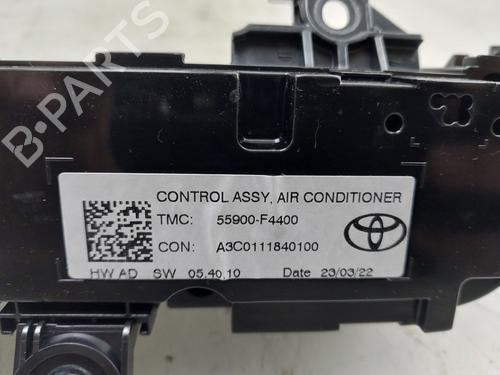 B-PARTS
CONTROL ASSY, AIR CONDITIONER
TMC: 55900-F4400
CON: A3C0111840100
HW AD SW 05.40.10 Date 23/03/22